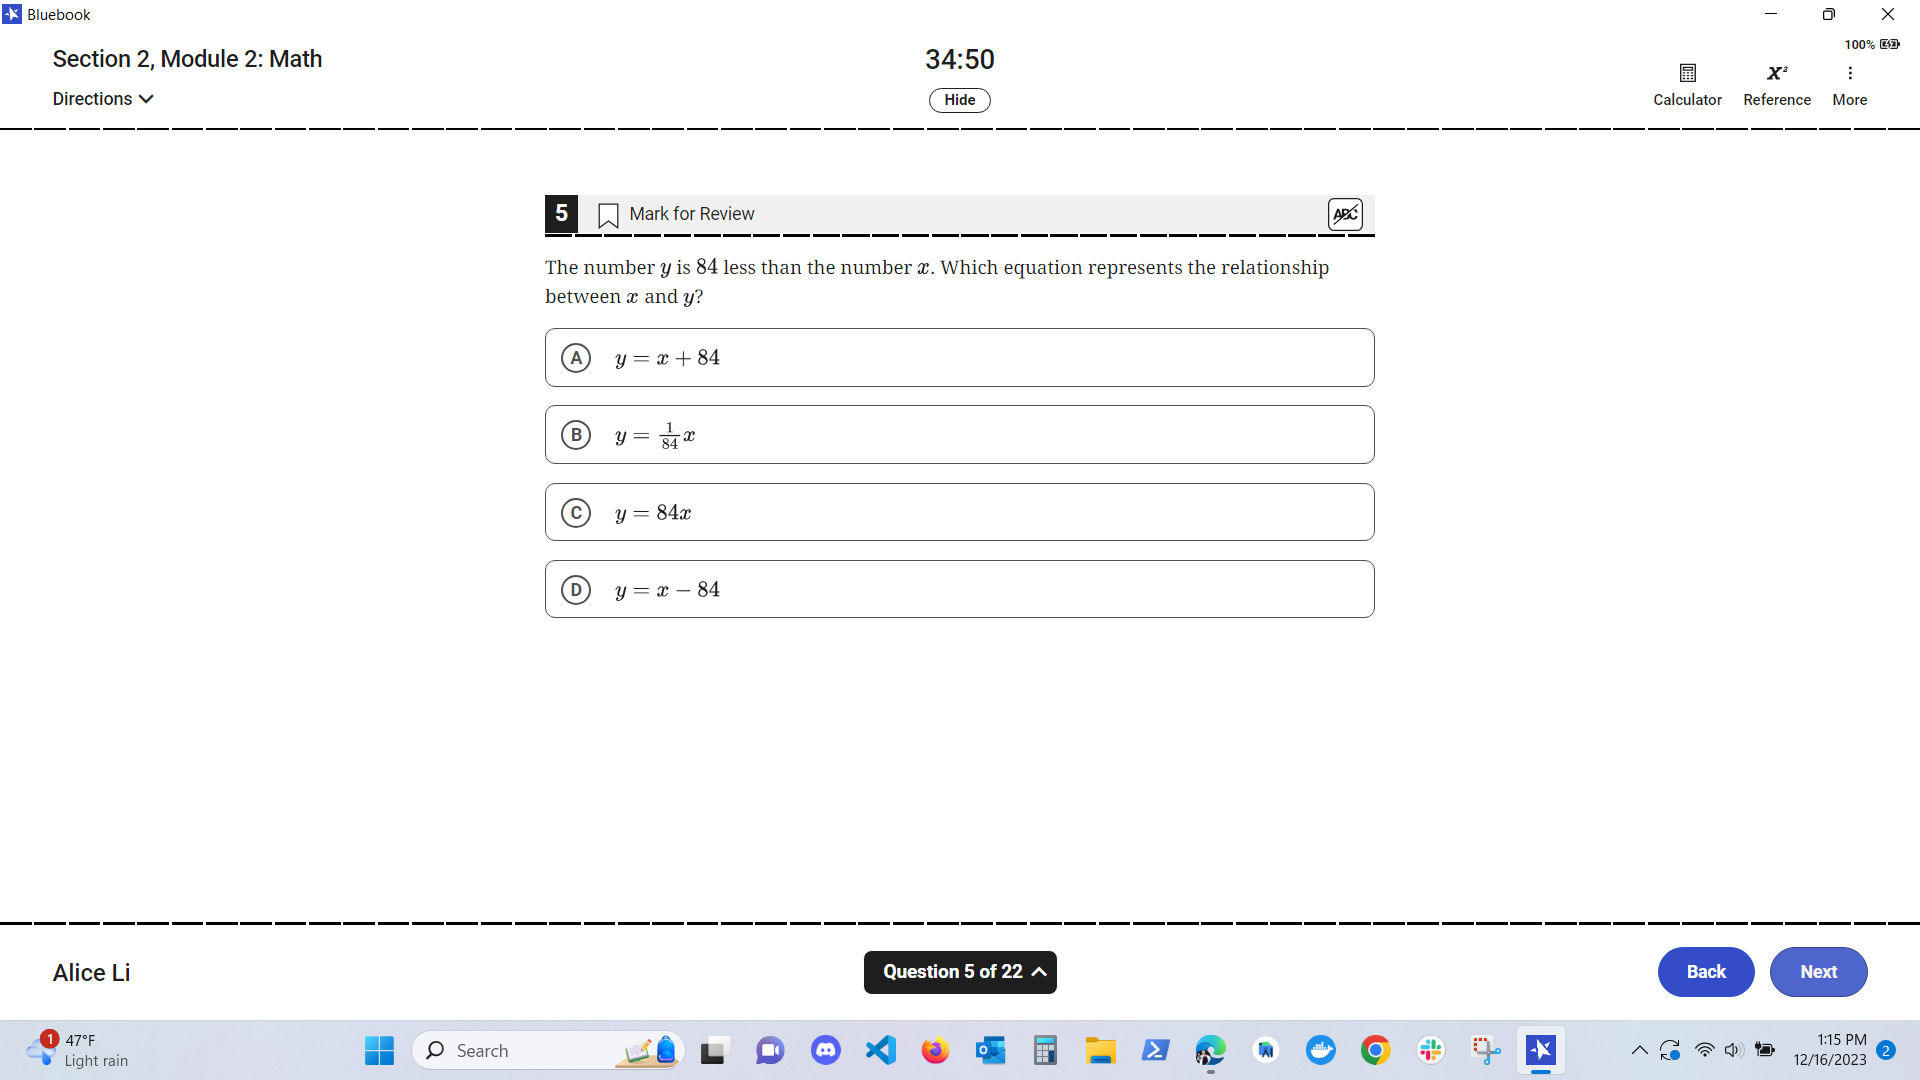 Bluebook
Section 2, Module 2: Math
34:50
100%
Directions
Hide
Calculator
Reference
More
5
Mark for Review
ABC
The number y is 84 less than the number x. Which equation represents the relationship
between x and y?
A y = x + 84
B y = 1/84 x
C y = 84x
D y = x − 84
Alice Li
Question 5 of 22
Back
Next
1
47°F
Light rain
Search
1:15 PM
12/16/2023
2